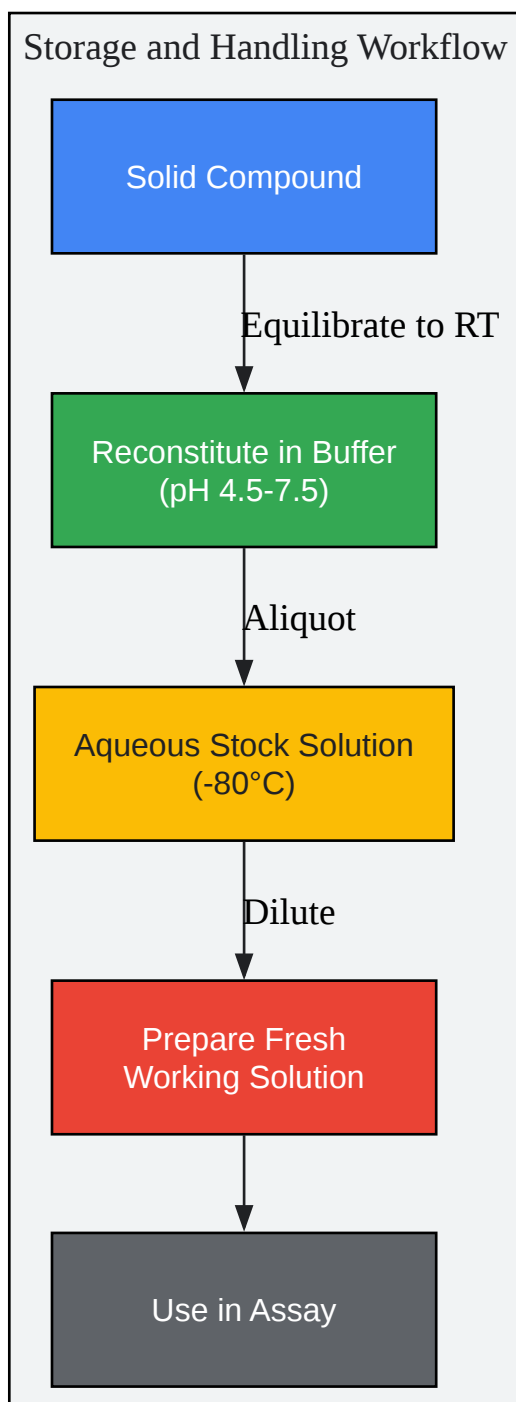 Storage and Handling Workflow
Solid Compound
Equilibrate to RT
Reconstitute in Buffer
(pH 4.5-7.5)
Aliquot
Aqueous Stock Solution
(-80°C)
Dilute
Prepare Fresh
Working Solution
Use in Assay